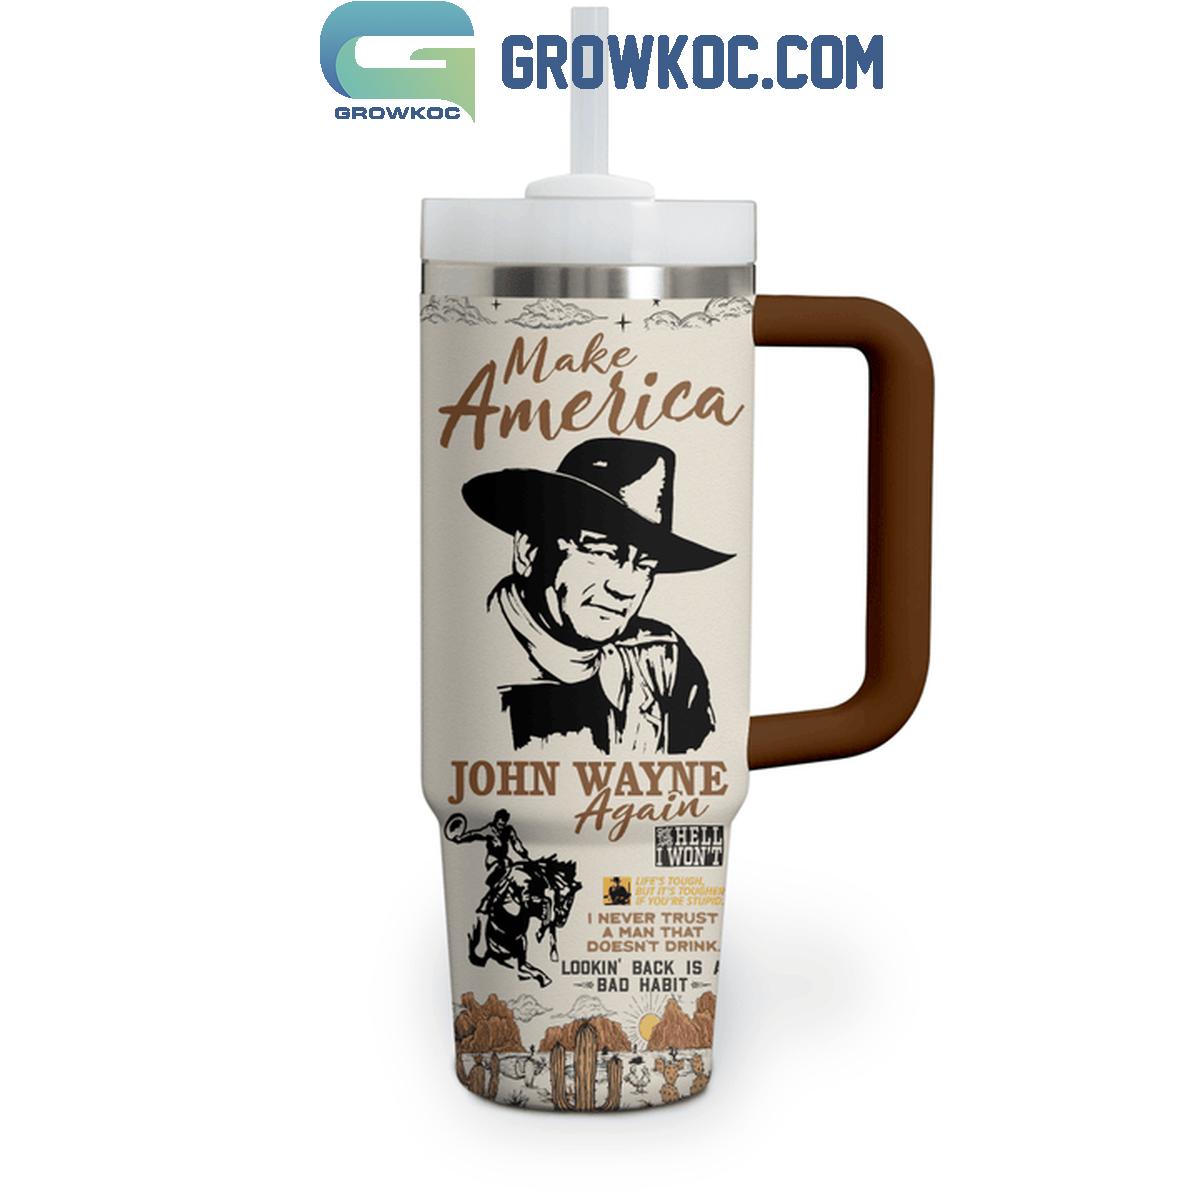 GROWKOC
GROWKOC.COM
Make
America
JOHN WAYNE
Again
HELL
I WON'T
LIFE'S TOUGH,
BUT IT'S TOUGHER
IF YOU'RE STUPID.
I NEVER TRUST
A MAN THAT
DOESN'T DRINK.
LOOKIN' BACK IS A
BAD HABIT